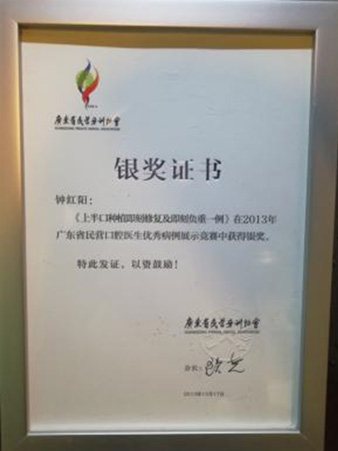 广东省民营牙科协会
银奖证书
钟红阳：
《上半口种植即刻修复及即刻负重一例》在2013年
广东省民营口腔医生优秀病例展示竞赛中获得银奖。
特此发证，以资鼓励！
广东省民营牙科协会
会长：